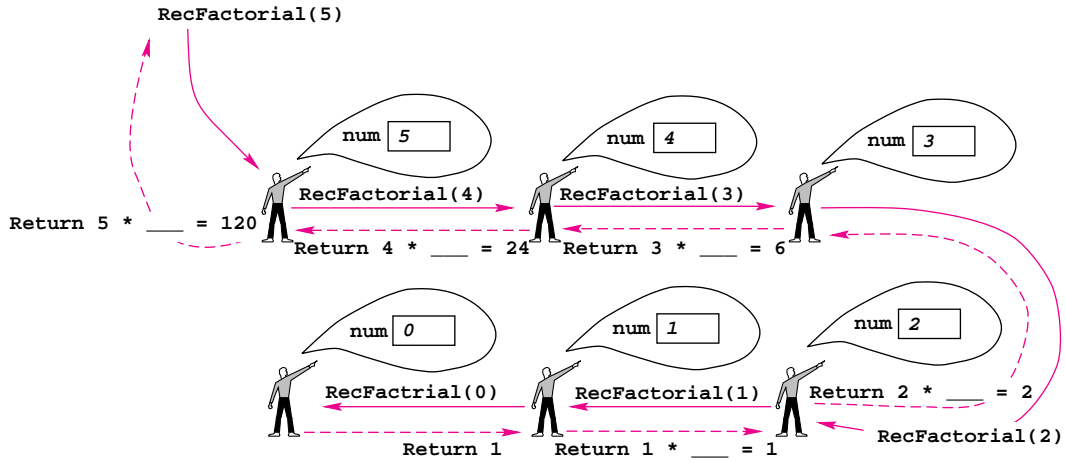 RecFactorial(5)
num 5
num 4
num 3
RecFactorial(4)
RecFactorial(3)
Return 5 * ___ = 120
Return 4 * ___ = 24
Return 3 * ___ = 6
num 0
num 1
num 2
RecFactrial(0)
RecFactorial(1)
Return 2 * ___ = 2
Return 1
Return 1 * ___ = 1
RecFactorial(2)